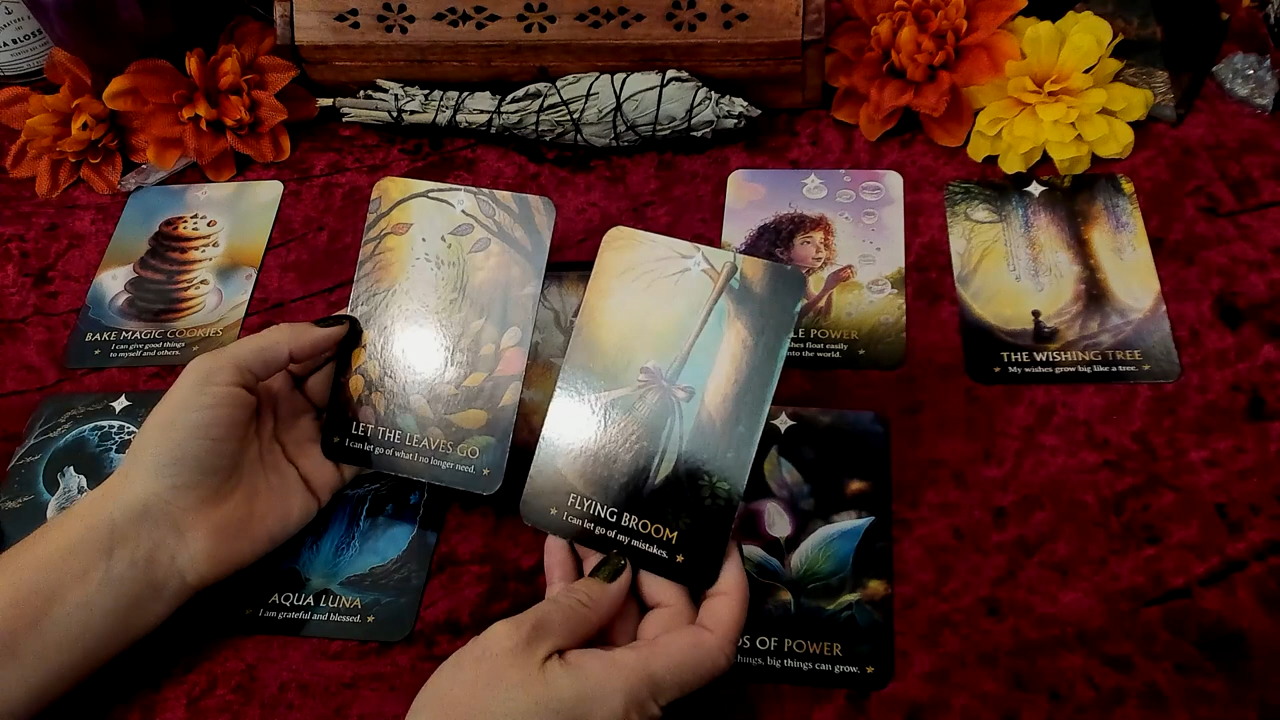 BAKE MAGIC COOKIES
I can give good things
to myself and others.
LET THE LEAVES GO
I can let go of what I no longer need.
FLYING BROOM
I can let go of my mistakes.
LE POWER
hes float easily
nto the world.
THE WISHING TREE
My wishes grow big like a tree.
AQUA LUNA
I am grateful and blessed.
DS OF POWER
hings, big things can grow.